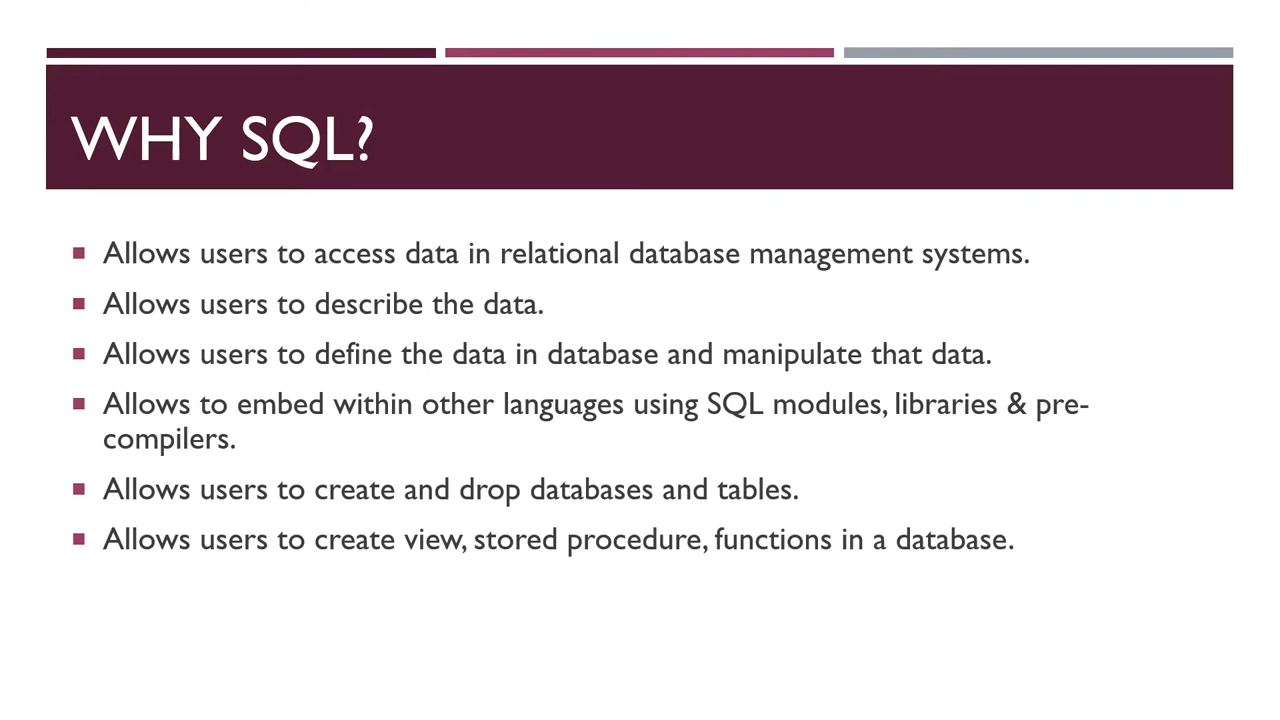 WHY SQL?
Allows users to access data in relational database management systems.
Allows users to describe the data.
Allows users to define the data in database and manipulate that data.
Allows to embed within other languages using SQL modules, libraries & pre-
compilers.
Allows users to create and drop databases and tables.
Allows users to create view, stored procedure, functions in a database.